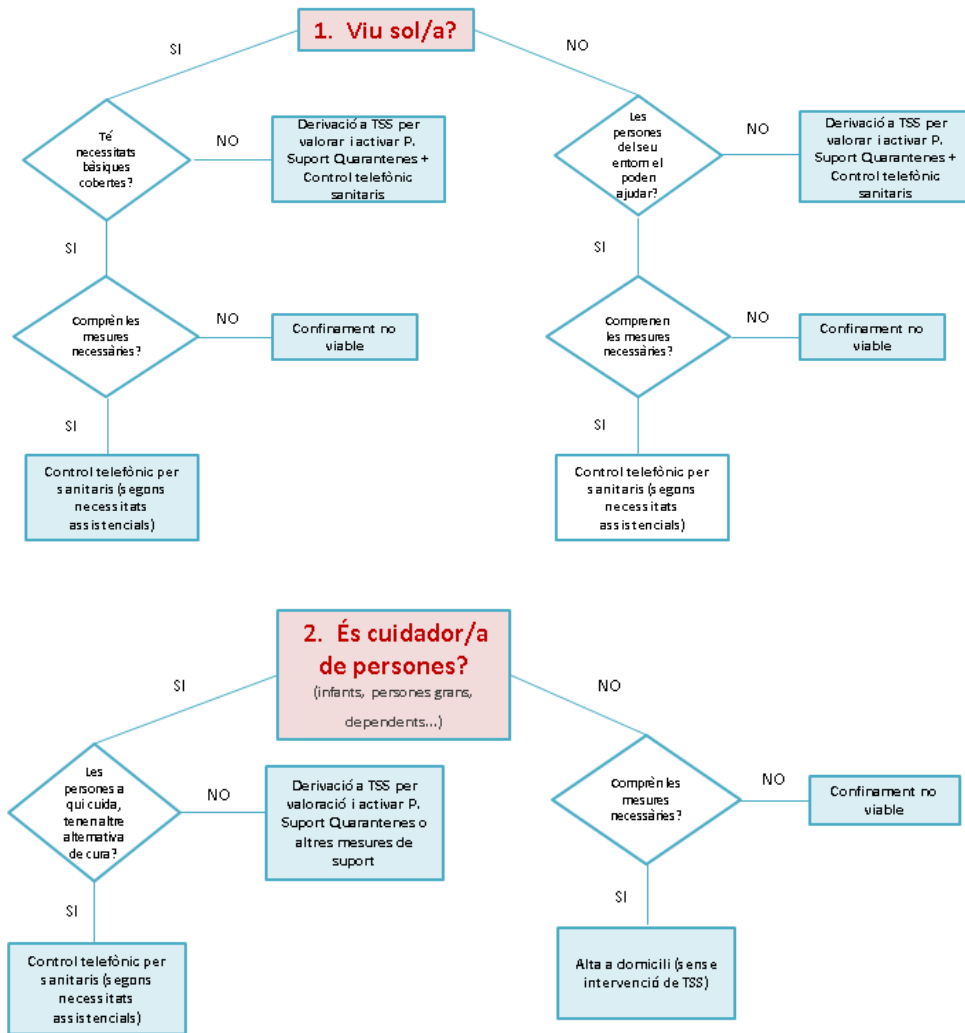 1. Viu sol/a?
SI
NO
Té
necessitats
bàsiques
cobertes?
NO
Derivació a TSS per
valorar i activar P.
Suport Quarantenes +
Control telefònic
sanitaris
Les
persones
del seu
entorn el
poden
ajudar?
NO
Derivació a TSS per
valorar i activar P.
Suport Quarantenes +
Control telefònic
sanitaris
SI
SI
Comprèn les
mesures
necessàries?
NO
Confinament no
viable
Comprenen
les mesures
necessàries?
NO
Confinament no
viable
SI
SI
Control telefònic per
sanitaris (segons
necessitats
assistencials)
Control telefònic per
sanitaris (segons
necessitats
assistencials)
2. És cuidador/a
de persones?
(infants, persones grans,
dependents...)
SI
NO
Les
persones a
qui cuida,
tenen altre
alternativa
de cura?
NO
Derivació a TSS per
valoració i activar P.
Suport Quarantenes o
altres mesures de
suport
Comprèn les
mesures
necessàries?
NO
Confinament no
viable
SI
SI
Control telefònic per
sanitaris (segons
necessitats
assistencials)
Alta a domicili (sense
intervenció de TSS)